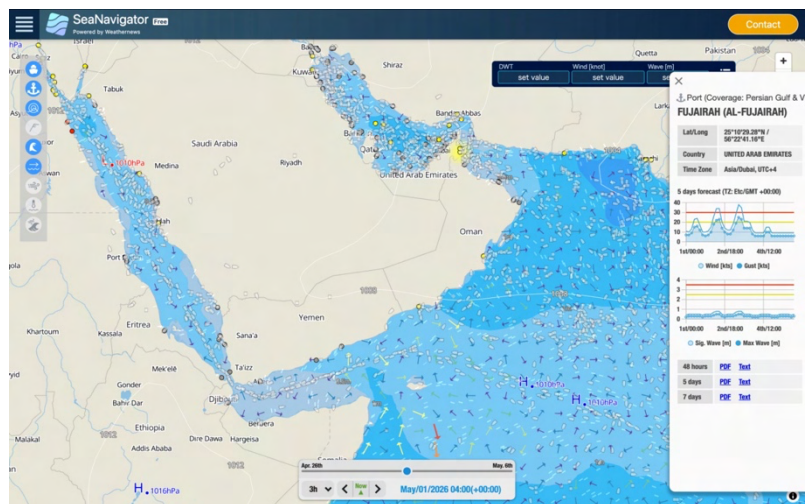 SeaNavigator Free
Powered by Weathernews
Contact
hPa
Israel
Tabuk
Saudi Arabia
Medina
Riyadh
1010hPa
Shiraz
Bandar Abbas
United Arab Emirates
Oman
Quetta
Pakistan
1004
Yemen
Sana'a
Ta'izz
Eritrea
Khartoum
Kassala
Mek'elē
Gonder
Bahir Dar
Djibo
Berbera
Ethiopia
Addis Ababa
Dire Dawa
Hargeisa
Malakal
1012
1012
1012
H 1016hPa
H 1010hPa
H
DWT
Wind [knot]
Wave [m]
set value
set value
+
Port (Coverage: Persian Gulf & V
FUJAIRAH (AL-FUJAIRAH)
Lat/Long
25°10'29.28"N /
56°22'41.16"E
Country
UNITED ARAB EMIRATES
Time Zone
Asia/Dubai, UTC+4
5 days forecast (TZ: Etc/GMT +00:00)
40
30
20
10
0
1st/00:00
2nd/18:00
4th/12:00
Wind [kts]
Gust [kts]
4
3
2
1
0
1st/00:00
2nd/18:00
4th/12:00
Sig. Wave [m]
Max Wave [m]
48 hours
PDF
Text
5 days
PDF
Text
7 days
PDF
Text
Apr. 26th
May. 6th
3h
Now
May/01/2026 04:00(+00:00)